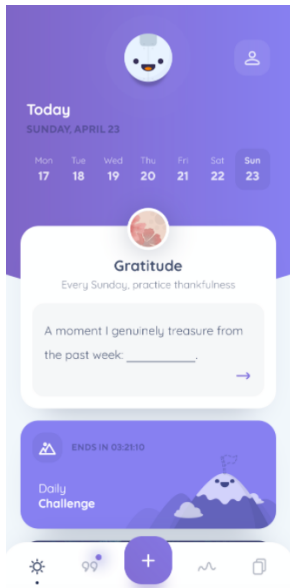 Today
SUNDAY, APRIL 23
Mon Tue Wed Thu Fri Sat Sun
17 18 19 20 21 22 23
Gratitude
Every Sunday, practice thankfulness
A moment I genuinely treasure from
the past week: __________.
ENDS IN 03:21:10
Daily
Challenge